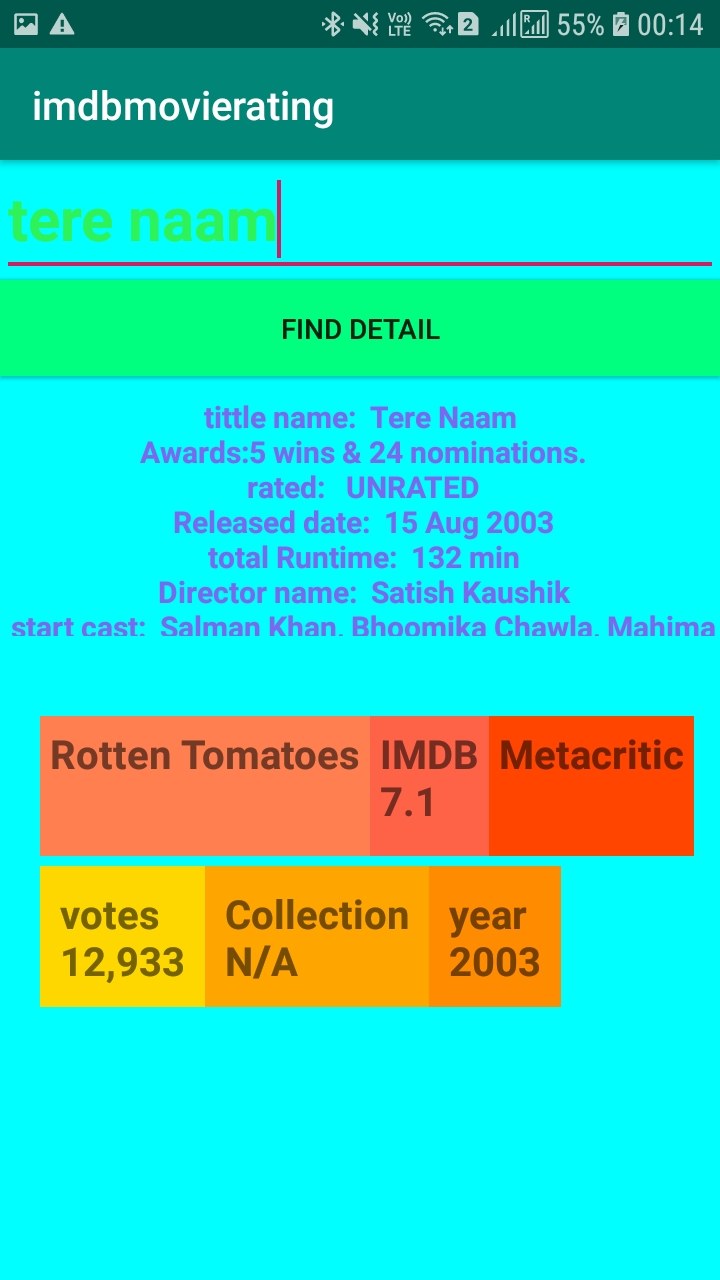 Vo)) LTE 2 R 55% 00:14
imdbmovierating
tere naam
FIND DETAIL
tittle name:  Tere Naam
Awards:5 wins & 24 nominations.
rated:   UNRATED
Released date:  15 Aug 2003
total Runtime:  132 min
Director name:  Satish Kaushik
start cast:  Salman Khan, Bhoomika Chawla, Mahima
Rotten Tomatoes IMDB Metacritic
7.1
votes Collection year
12,933 N/A 2003